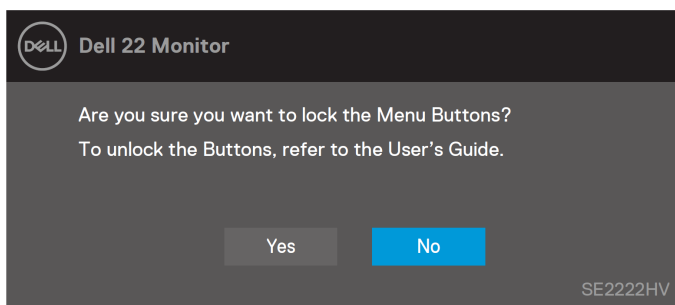 DELL Dell 22 Monitor
Are you sure you want to lock the Menu Buttons?
To unlock the Buttons, refer to the User’s Guide.
Yes No
SE2222HV